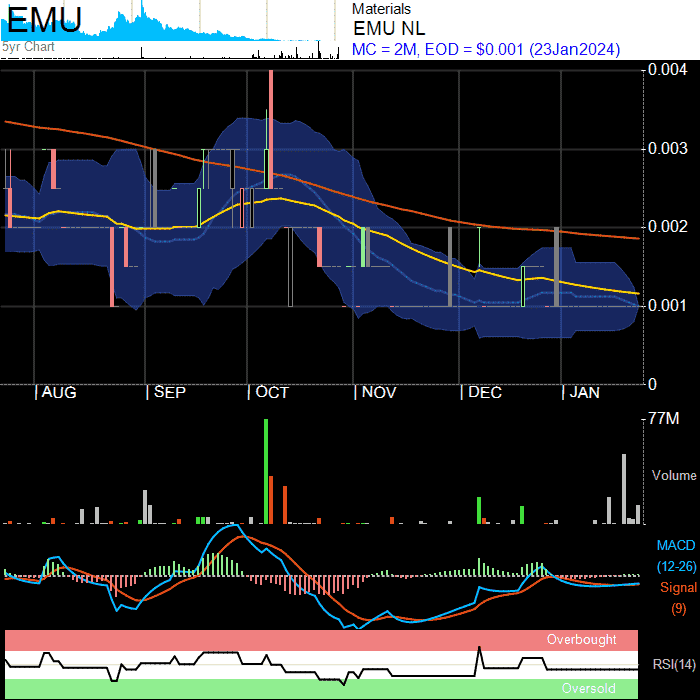 EMU
5yr Chart
Materials
EMU NL
MC = 2M, EOD = $0.001 (23Jan2024)
0.004
0.003
0.002
0.001
0
AUG
SEP
OCT
NOV
DEC
JAN
77M
Volume
MACD
(12-26)
Signal
(9)
Overbought
RSI(14)
Oversold